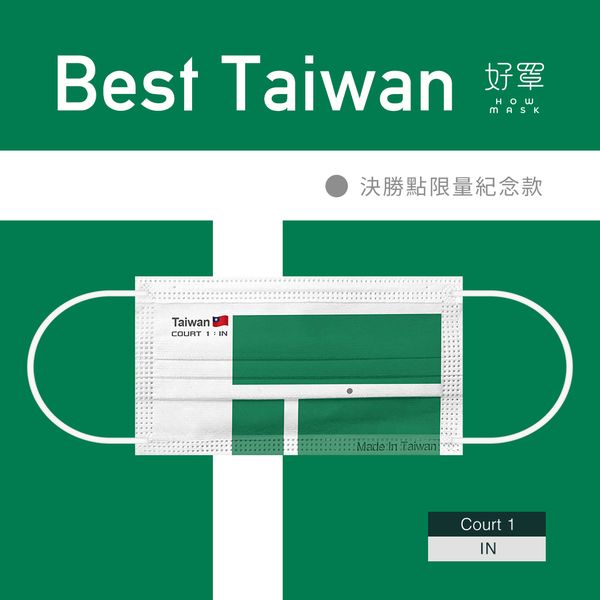 Best Taiwan
好罩
HOW
MASK
決勝點限量紀念款
Taiwan
COURT 1 : IN
Made In Taiwan
Court 1
IN